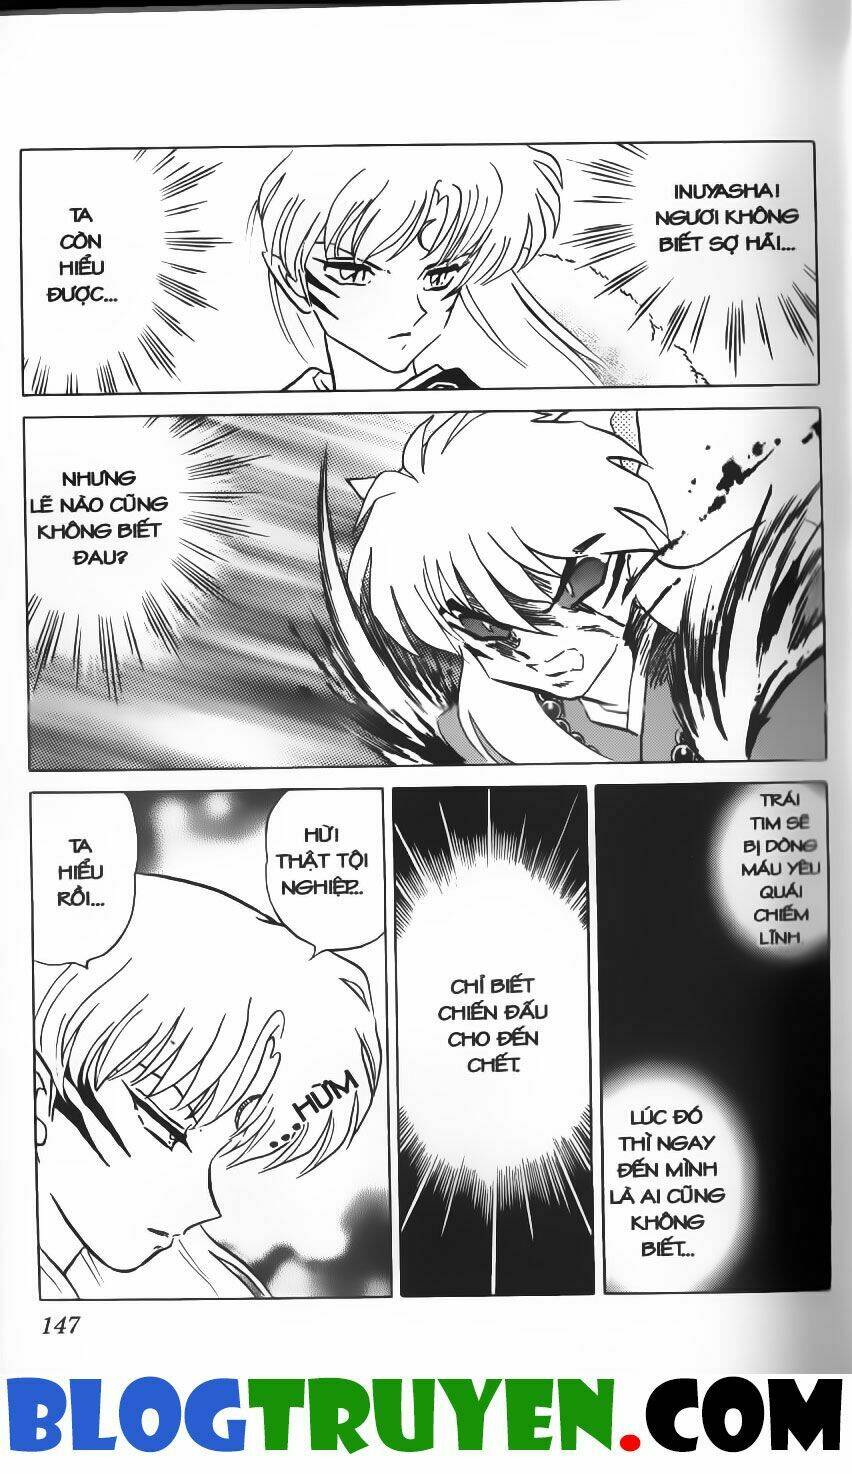 INUYASHA!
NGƯƠI KHÔNG
BIẾT SỢ HÃI...
TA
CÒN
HIỂU
ĐƯỢC...
NHƯNG
LẼ NÀO CŨNG
KHÔNG BIẾT
ĐAU?
TRÁI
TIM SẼ
BỊ DÒNG
MÁU YÊU
QUÁI
CHIẾM
LĨNH
LÚC ĐÓ
THÌ NGAY
ĐẾN MÌNH
LÀ AI CŨNG
KHÔNG
BIẾT...
CHỈ BIẾT
CHIẾN ĐẤU
CHO ĐẾN
CHẾT.
HỪ!
THẬT TỘI
NGHIỆP...
TA
HIỂU
RỒI...
...HỪM
147
BLOGTRUYEN.COM